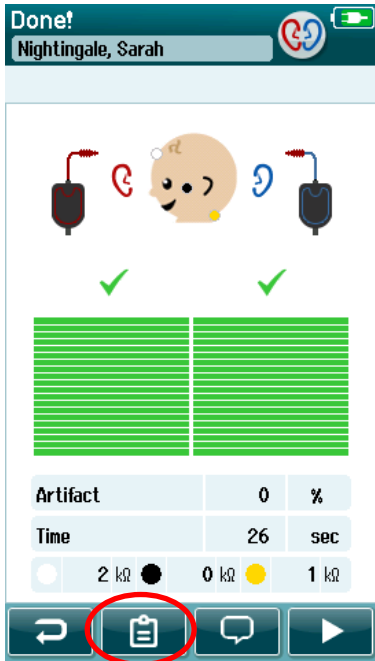 Done!
Nightingale, Sarah
Artifact 0 %
Time 26 sec
2 kΩ 0 kΩ 1 kΩ